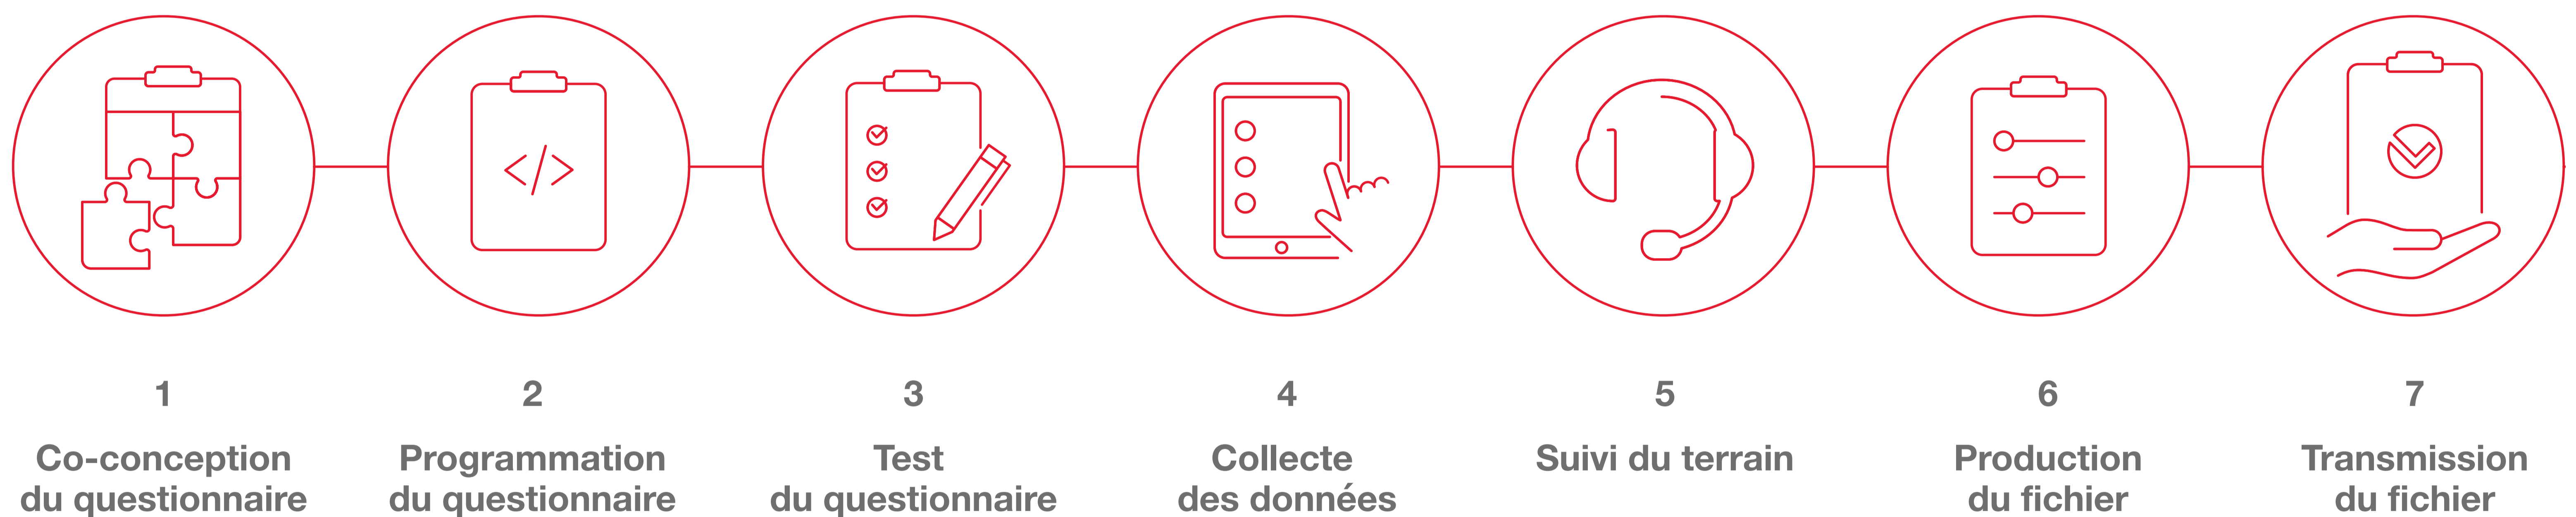 1
Co-conception
du questionnaire
2
Programmation
du questionnaire
3
Test
du questionnaire
4
Collecte
des données
5
Suivi du terrain
6
Production
du fichier
7
Transmission
du fichier